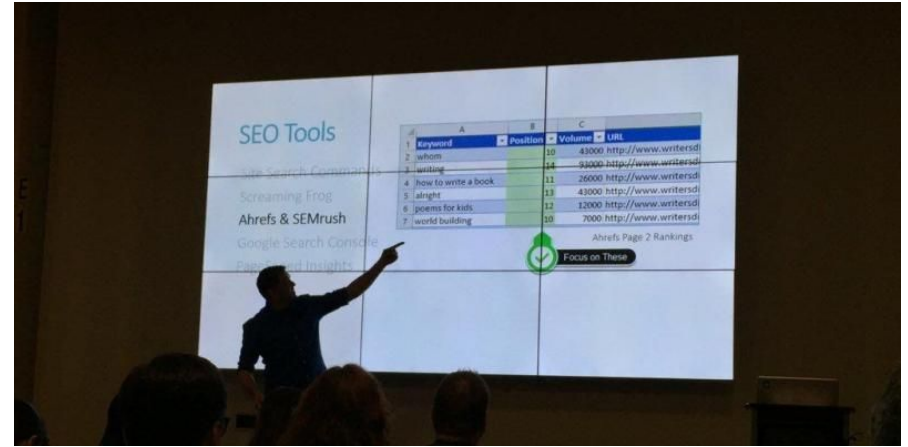 SEO Tools
Site Search Commands
Screaming Frog
Ahrefs & SEMrush
Google Search Console
PageSpeed Insights
A B C
1 Keyword Position Volume URL
2 whom 10 43000 http://www.writersdi
3 writing 14 93000 http://www.writersdi
4 how to write a book 11 26000 http://www.writersdi
5 alright 13 43000 http://www.writersdi
6 poems for kids 12 12000 http://www.writersdi
7 world building 10 7000 http://www.writersdi
Ahrefs Page 2 Rankings
Focus on These
E
1